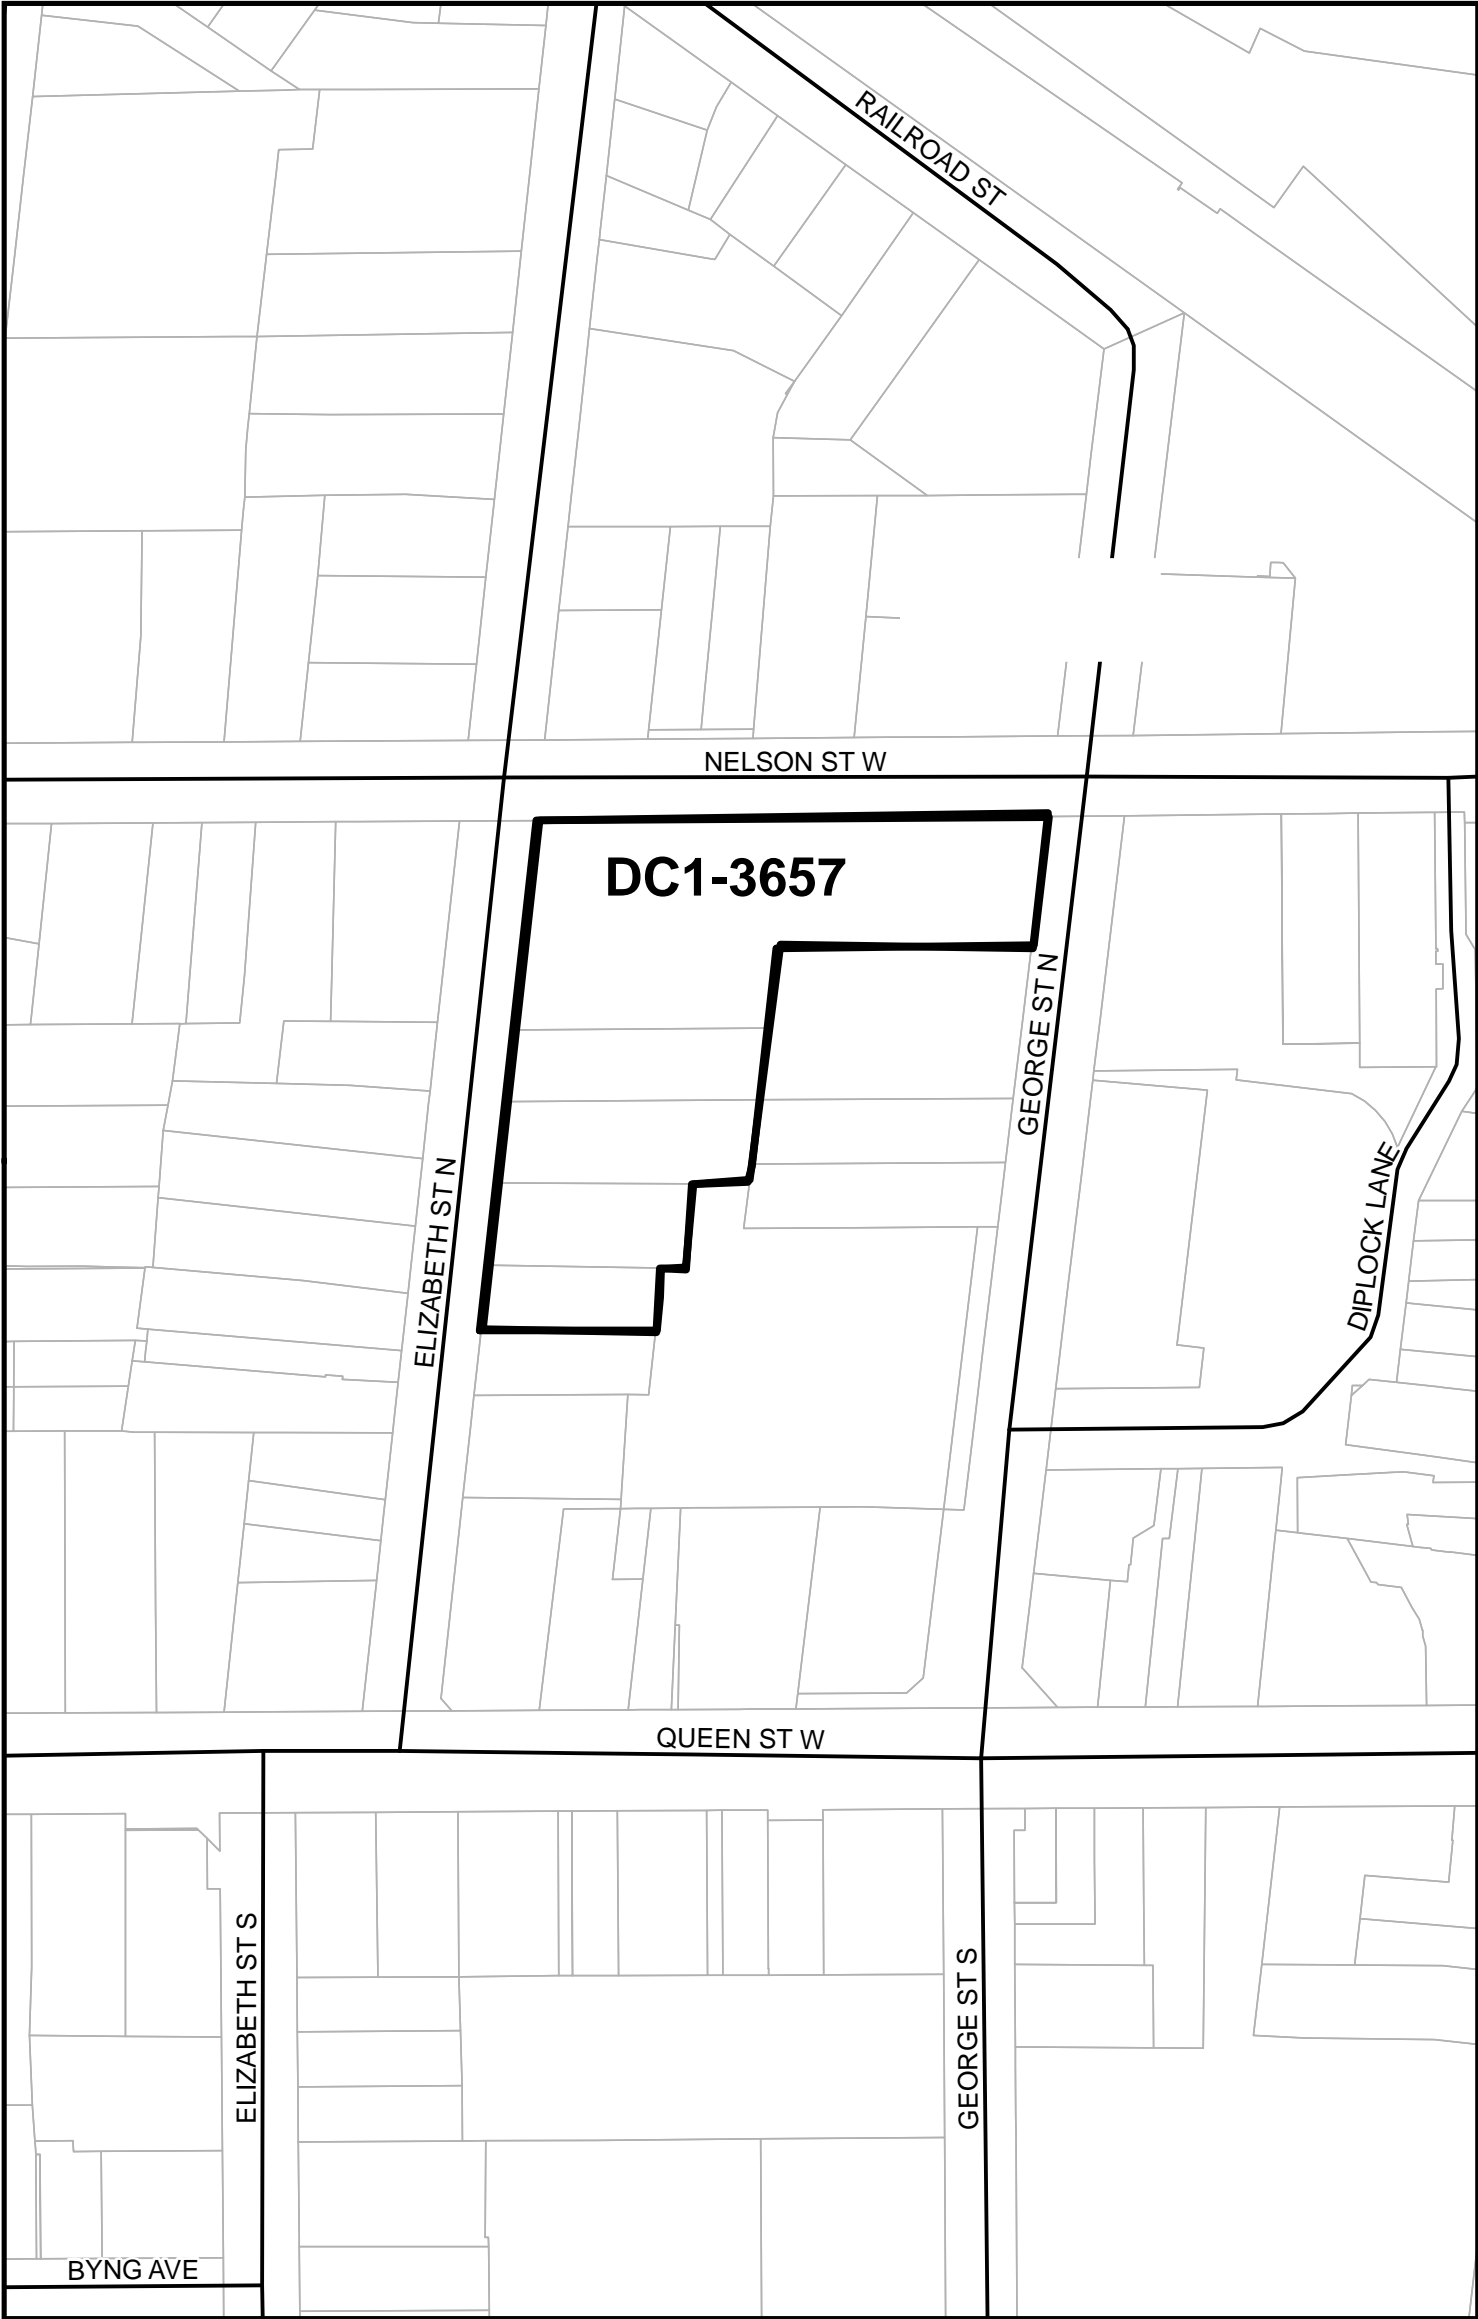 RAILROAD ST
NELSON ST W
DC1-3657
GEORGE ST N
ELIZABETH ST N
DIPLOCK LANE
QUEEN ST W
ELIZABETH ST S
GEORGE ST S
BYNG AVE